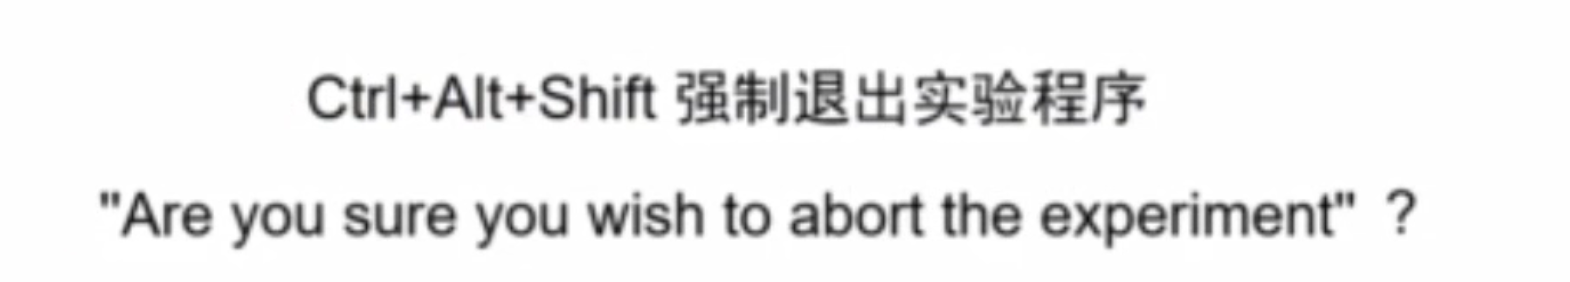 Ctrl+Alt+Shift 强制退出实验程序
"Are you sure you wish to abort the experiment" ？